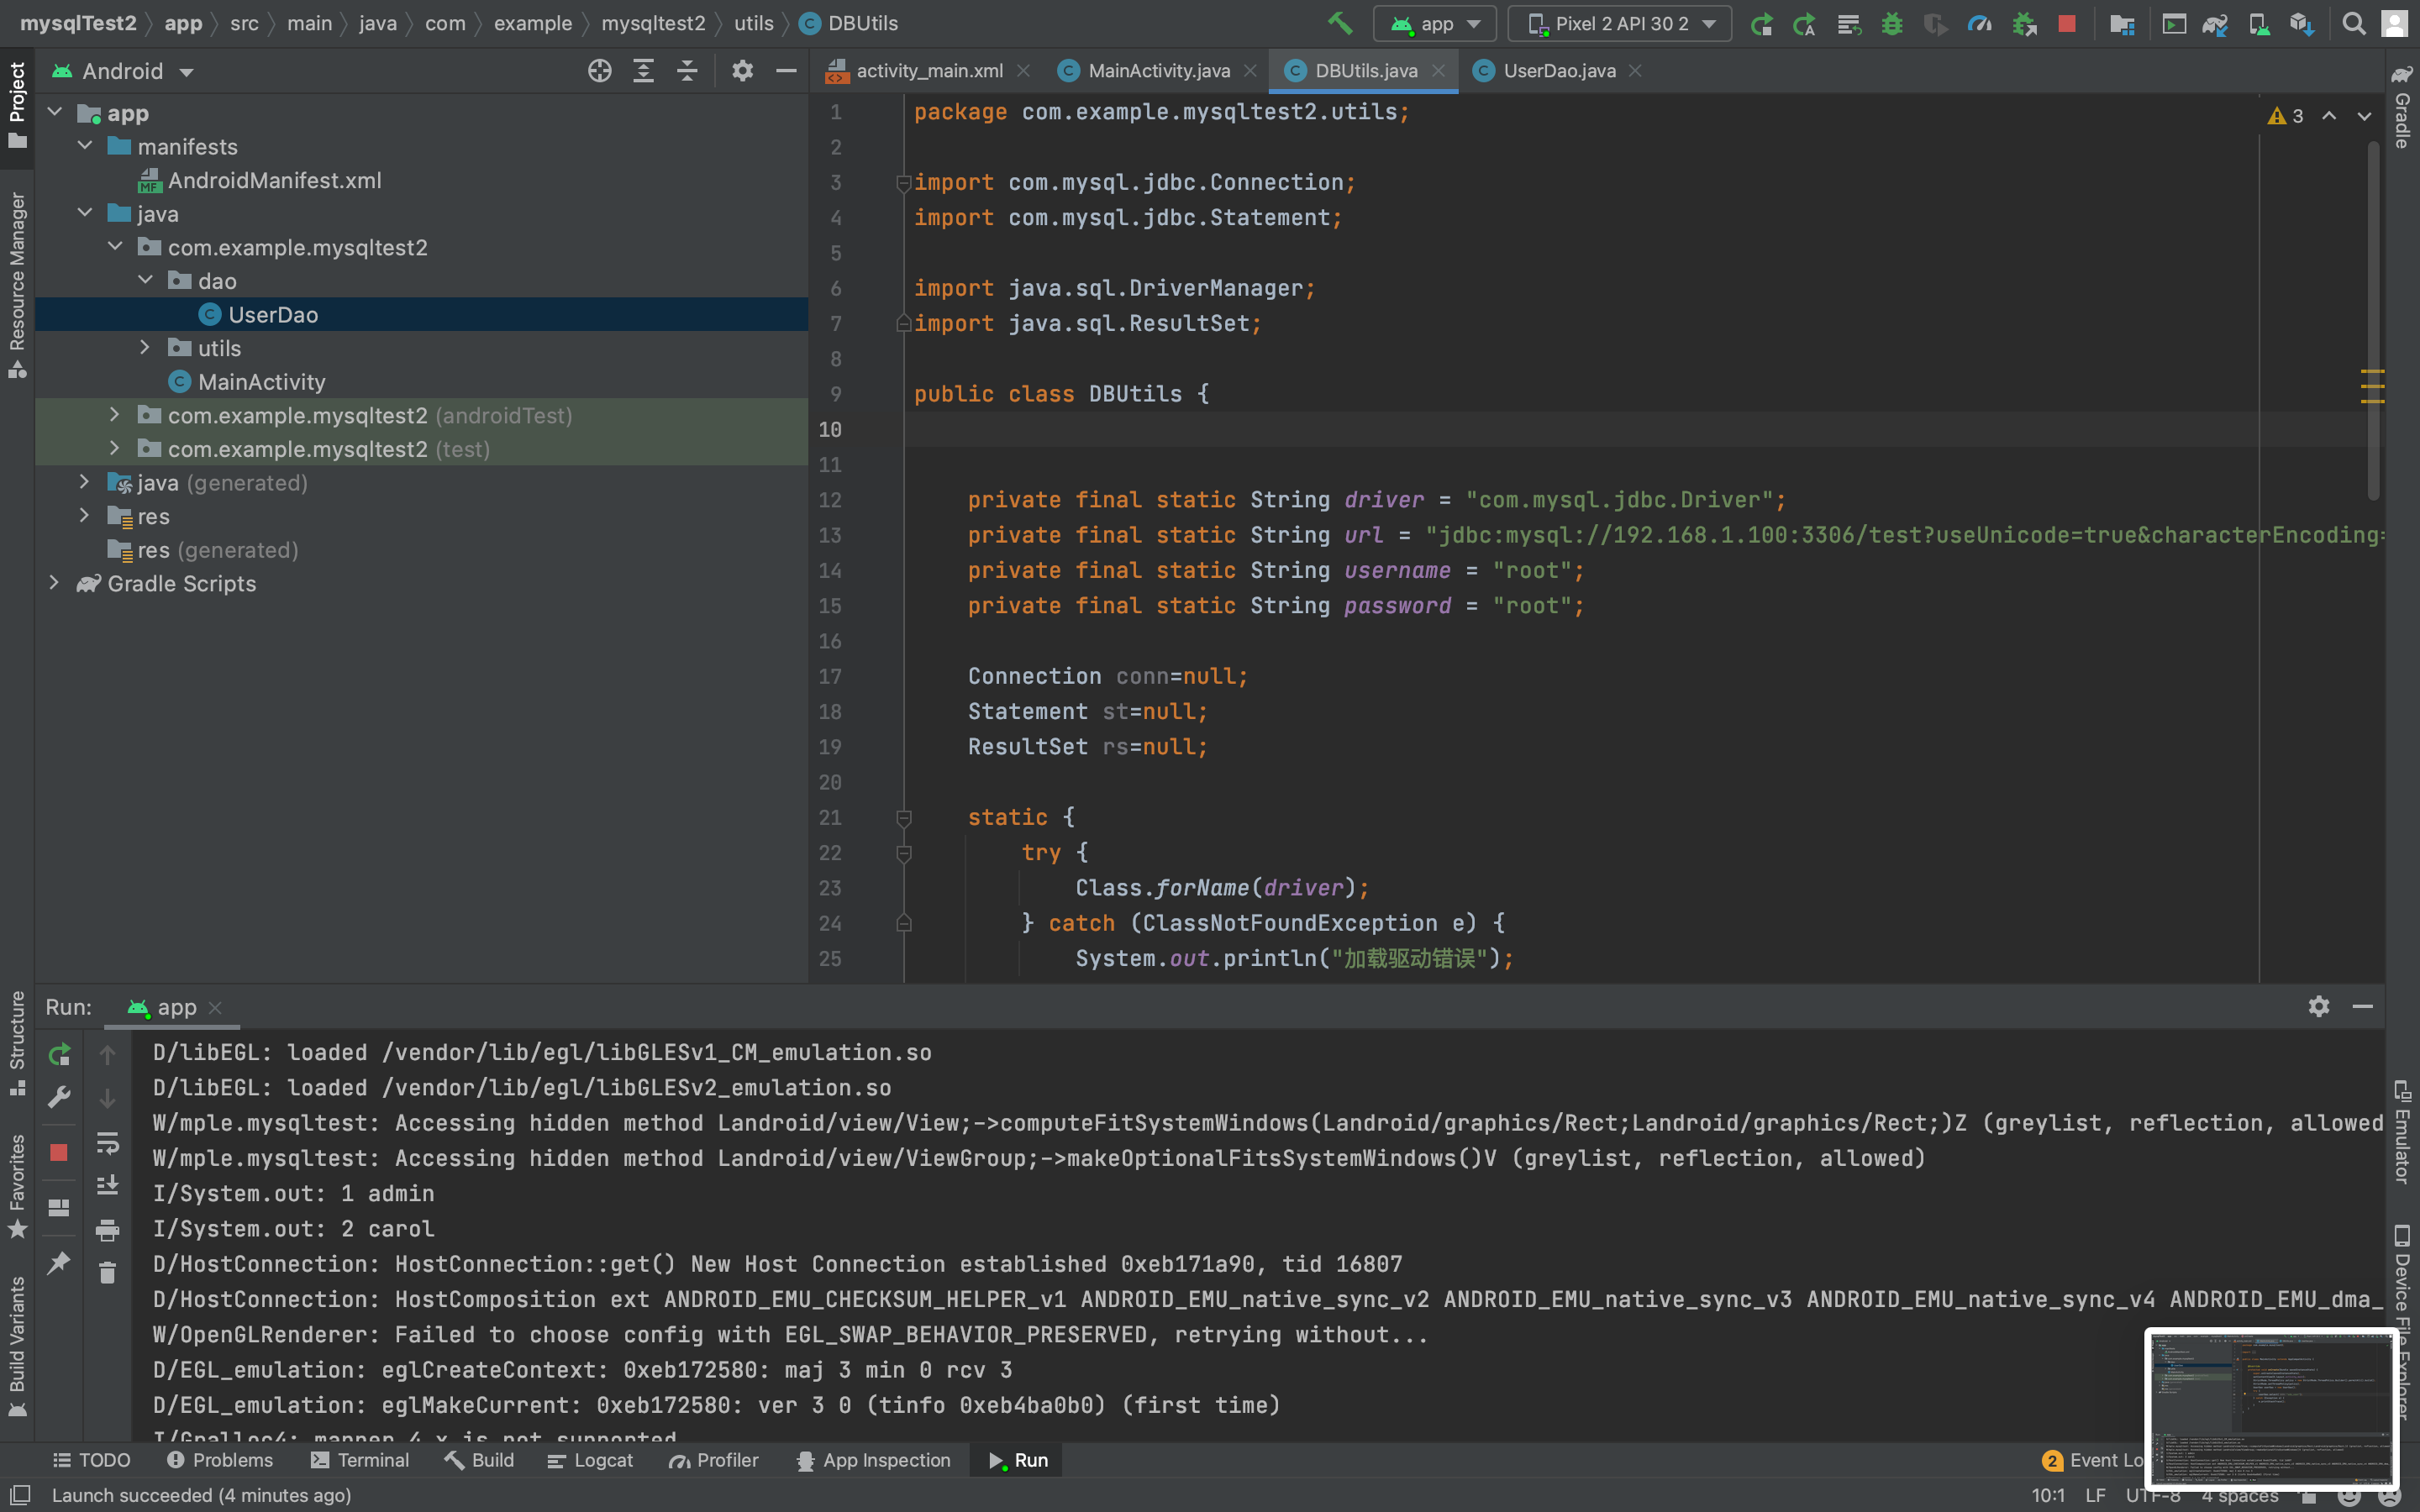 mysqlTest2 app src main java com example mysqltest2 utils DBUtils app Pixel 2 API 30 2
Project
Android
activity_main.xml MainActivity.java DBUtils.java UserDao.java
Gradle
app
manifests
AndroidManifest.xml
java
com.example.mysqltest2
dao
UserDao
utils
MainActivity
com.example.mysqltest2 (androidTest)
com.example.mysqltest2 (test)
java (generated)
res
res (generated)
Gradle Scripts
Resource Manager
3
1 package com.example.mysqltest2.utils;
2
3 import com.mysql.jdbc.Connection;
4 import com.mysql.jdbc.Statement;
5
6 import java.sql.DriverManager;
7 import java.sql.ResultSet;
8
9 public class DBUtils {
10
11
12 private final static String driver = "com.mysql.jdbc.Driver";
13 private final static String url = "jdbc:mysql://192.168.1.100:3306/test?useUnicode=true&characterEncoding=
14 private final static String username = "root";
15 private final static String password = "root";
16
17 Connection conn=null;
18 Statement st=null;
19 ResultSet rs=null;
20
21 static {
22 try {
23 Class.forName(driver);
24 } catch (ClassNotFoundException e) {
25 System.out.println("加载驱动错误");
Structure
Favorites
Build Variants
Run: app
D/libEGL: loaded /vendor/lib/egl/libGLESv1_CM_emulation.so
D/libEGL: loaded /vendor/lib/egl/libGLESv2_emulation.so
W/mple.mysqltest: Accessing hidden method Landroid/view/View;->computeFitSystemWindows(Landroid/graphics/Rect;Landroid/graphics/Rect;)Z (greylist, reflection, allowed
W/mple.mysqltest: Accessing hidden method Landroid/view/ViewGroup;->makeOptionalFitsSystemWindows()V (greylist, reflection, allowed)
I/System.out: 1 admin
I/System.out: 2 carol
D/HostConnection: HostConnection::get() New Host Connection established 0xeb171a90, tid 16807
D/HostConnection: HostComposition ext ANDROID_EMU_CHECKSUM_HELPER_v1 ANDROID_EMU_native_sync_v2 ANDROID_EMU_native_sync_v3 ANDROID_EMU_native_sync_v4 ANDROID_EMU_dma_
W/OpenGLRenderer: Failed to choose config with EGL_SWAP_BEHAVIOR_PRESERVED, retrying without...
D/EGL_emulation: eglCreateContext: 0xeb172580: maj 3 min 0 rcv 3
D/EGL_emulation: eglMakeCurrent: 0xeb172580: ver 3 0 (tinfo 0xeb4ba0b0) (first time)
I/Gralloc4: mapper 4.x is not supported
Emulator
Device File Explorer
TODO Problems Terminal Build Logcat Profiler App Inspection Run 2 Event Lo
Launch succeeded (4 minutes ago) 10:1 LF UTF-8 4 spaces